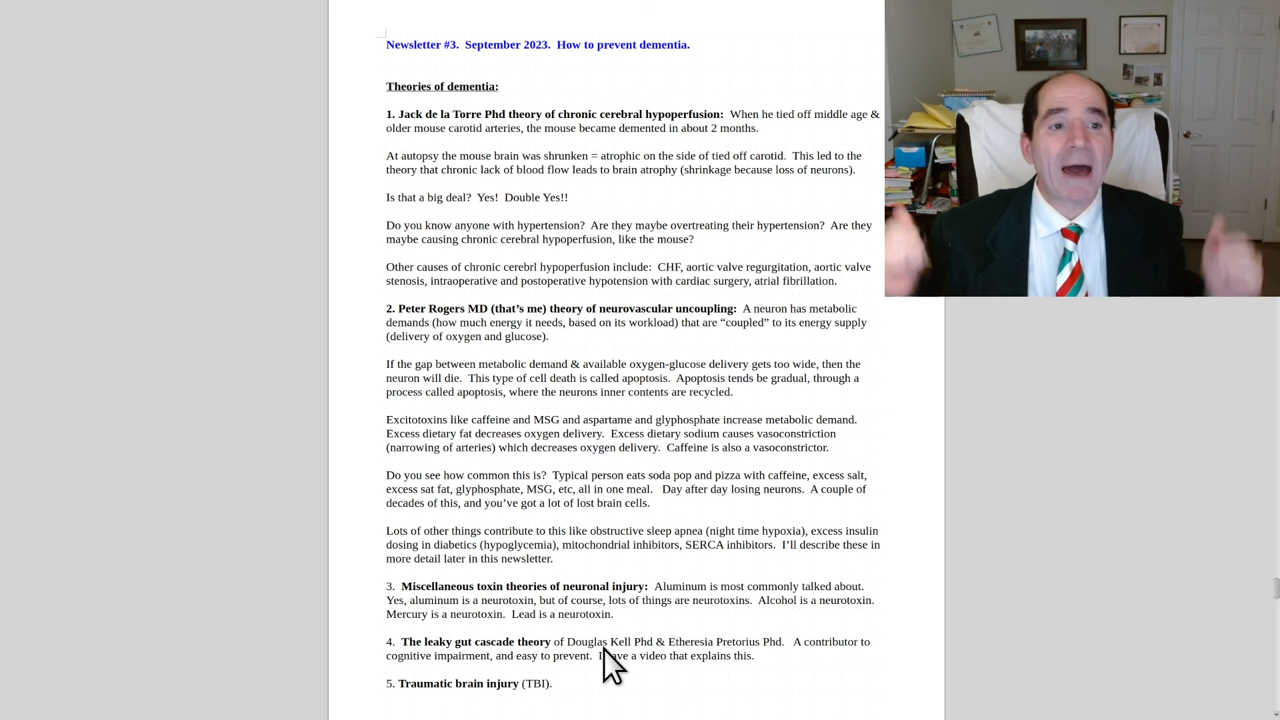 Newsletter #3.  September 2023.  How to prevent dementia.
Theories of dementia:
1. Jack de la Torre Phd theory of chronic cerebral hypoperfusion:  When he tied off middle age &
older mouse carotid arteries, the mouse became demented in about 2 months.
At autopsy the mouse brain was shrunken = atrophic on the side of tied off carotid.  This led to the
theory that chronic lack of blood flow leads to brain atrophy (shrinkage because loss of neurons).
Is that a big deal?  Yes!  Double Yes!!
Do you know anyone with hypertension?  Are they maybe overtreating their hypertension?  Are they
maybe causing chronic cerebral hypoperfusion, like the mouse?
Other causes of chronic cerebrl hypoperfusion include:  CHF, aortic valve regurgitation, aortic valve
stenosis, intraoperative and postoperative hypotension with cardiac surgery, atrial fibrillation.
2. Peter Rogers MD (that’s me) theory of neurovascular uncoupling:  A neuron has metabolic
demands (how much energy it needs, based on its workload) that are “coupled” to its energy supply
(delivery of oxygen and glucose).
If the gap between metabolic demand & available oxygen-glucose delivery gets too wide, then the
neuron will die.  This type of cell death is called apoptosis.  Apoptosis tends be gradual, through a
process called apoptosis, where the neurons inner contents are recycled.
Excitotoxins like caffeine and MSG and aspartame and glyphosphate increase metabolic demand.
Excess dietary fat decreases oxygen delivery.  Excess dietary sodium causes vasoconstriction
(narrowing of arteries) which decreases oxygen delivery.  Caffeine is also a vasoconstrictor.
Do you see how common this is?  Typical person eats soda pop and pizza with caffeine, excess salt,
excess sat fat, glyphosphate, MSG, etc, all in one meal.   Day after day losing neurons.  A couple of
decades of this, and you’ve got a lot of lost brain cells.
Lots of other things contribute to this like obstructive sleep apnea (night time hypoxia), excess insulin
dosing in diabetics (hypoglycemia), mitochondrial inhibitors, SERCA inhibitors.  I’ll describe these in
more detail later in this newsletter.
3.  Miscellaneous toxin theories of neuronal injury:  Aluminum is most commonly talked about.
Yes, aluminum is a neurotoxin, but of course, lots of things are neurotoxins.  Alcohol is a neurotoxin.
Mercury is a neurotoxin.  Lead is a neurotoxin.
4.  The leaky gut cascade theory of Douglas Kell Phd & Etheresia Pretorius Phd.   A contributor to
cognitive impairment, and easy to prevent.  I have a video that explains this.
5. Traumatic brain injury (TBI).